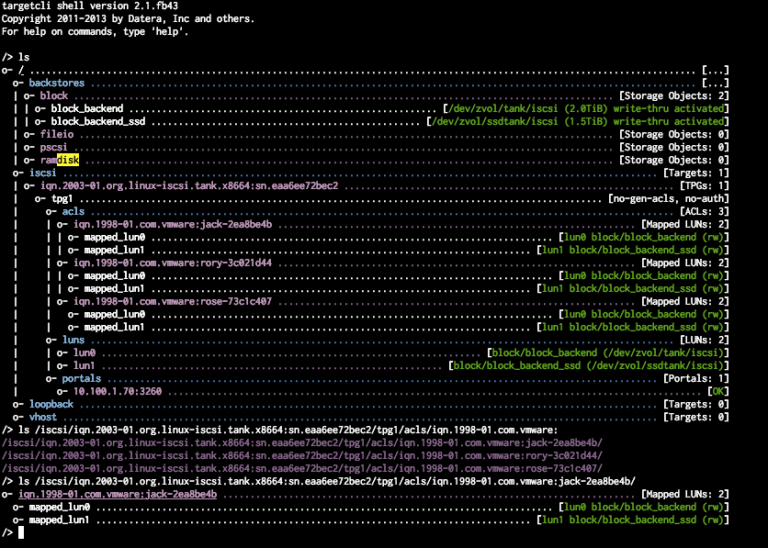 targetcli shell version 2.1.fb43
Copyright 2011-2013 by Datera, Inc and others.
For help on commands, type 'help'.
/> ls
o- / ................................................................ [...]
o- backstores ................................................................ [...]
| o- block ................................................................ [Storage Objects: 2]
| | o- block_backend ................................................ [/dev/zvol/tank/iscsi (2.0TiB) write-thru activated]
| | o- block_backend_ssd ........................................ [/dev/zvol/ssdtank/iscsi (1.5TiB) write-thru activated]
| o- fileio ................................................................ [Storage Objects: 0]
| o- pscsi ................................................................ [Storage Objects: 0]
| o- ramdisk ................................................................ [Storage Objects: 0]
o- iscsi ................................................................ [Targets: 1]
| o- iqn.2003-01.org.linux-iscsi.tank.x8664:sn.eaa6ee72bec2 ................................ [TPGs: 1]
| o- tpg1 ................................................................ [no-gen-acls, no-auth]
| o- acls ................................................................ [ACLs: 3]
| | o- iqn.1998-01.com.vmware:jack-2ea8be4b ................................ [Mapped LUNs: 2]
| | | o- mapped_lun0 ................................................ [lun0 block/block_backend (rw)]
| | | o- mapped_lun1 ............................................ [lun1 block/block_backend_ssd (rw)]
| | o- iqn.1998-01.com.vmware:rory-3c021d44 ................................ [Mapped LUNs: 2]
| | | o- mapped_lun0 ................................................ [lun0 block/block_backend (rw)]
| | | o- mapped_lun1 ............................................ [lun1 block/block_backend_ssd (rw)]
| | o- iqn.1998-01.com.vmware:rose-73c1c407 ................................ [Mapped LUNs: 2]
| | o- mapped_lun0 ................................................ [lun0 block/block_backend (rw)]
| | o- mapped_lun1 ............................................ [lun1 block/block_backend_ssd (rw)]
| o- luns ................................................................ [LUNs: 2]
| | o- lun0 ................................................ [block/block_backend (/dev/zvol/tank/iscsi)]
| | o- lun1 ........................................ [block/block_backend_ssd (/dev/zvol/ssdtank/iscsi)]
| o- portals ................................................................ [Portals: 1]
| o- 10.100.1.70:3260 ................................................................ [OK]
o- loopback ................................................................ [Targets: 0]
o- vhost ................................................................ [Targets: 0]
/> ls /iscsi/iqn.2003-01.org.linux-iscsi.tank.x8664:sn.eaa6ee72bec2/tpg1/acls/iqn.1998-01.com.vmware:
/iscsi/iqn.2003-01.org.linux-iscsi.tank.x8664:sn.eaa6ee72bec2/tpg1/acls/iqn.1998-01.com.vmware:jack-2ea8be4b/
/iscsi/iqn.2003-01.org.linux-iscsi.tank.x8664:sn.eaa6ee72bec2/tpg1/acls/iqn.1998-01.com.vmware:rory-3c021d44/
/iscsi/iqn.2003-01.org.linux-iscsi.tank.x8664:sn.eaa6ee72bec2/tpg1/acls/iqn.1998-01.com.vmware:rose-73c1c407/
/> ls /iscsi/iqn.2003-01.org.linux-iscsi.tank.x8664:sn.eaa6ee72bec2/tpg1/acls/iqn.1998-01.com.vmware:jack-2ea8be4b/
o- iqn.1998-01.com.vmware:jack-2ea8be4b ................................ [Mapped LUNs: 2]
o- mapped_lun0 ................................................ [lun0 block/block_backend (rw)]
o- mapped_lun1 ............................................ [lun1 block/block_backend_ssd (rw)]
/>